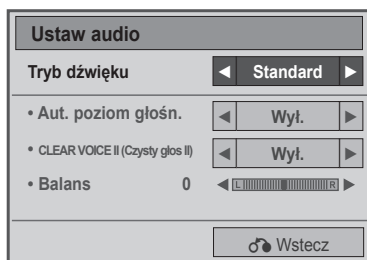 Ustaw audio
Tryb dźwięku ◄ Standard ►
• Aut. poziom głośn. ◄ Wył. ►
• CLEAR VOICE II (Czysty głos II) ◄ Wył. ►
• Balans 0 ◄ L R ►
Wstecz